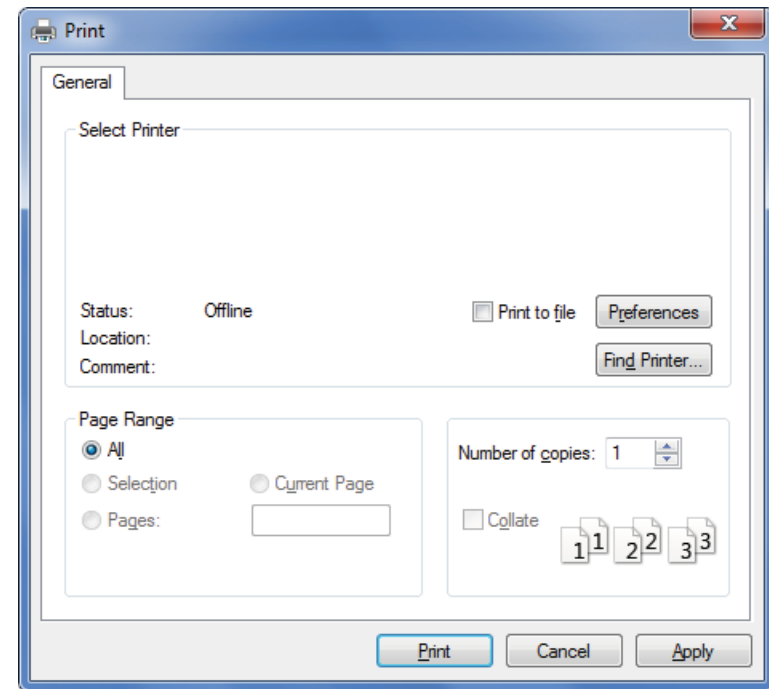 Print
General
Select Printer
Status: Offline
Print to file
Preferences
Location:
Comment:
Find Printer...
Page Range
All
Selection
Current Page
Pages:
Number of copies: 1
Collate
1 1 2 2 3 3
Print
Cancel
Apply